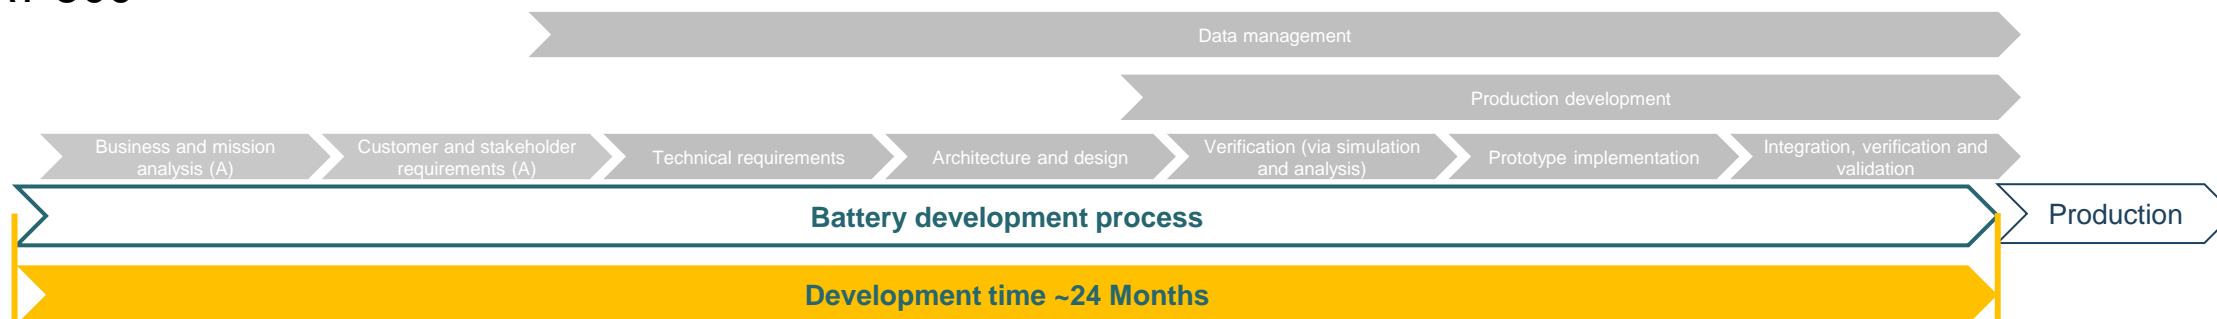 Data management
Production development
Business and mission
analysis (A)
Customer and stakeholder
requirements (A)
Technical requirements
Architecture and design
Verification (via simulation
and analysis)
Prototype implementation
Integration, verification and
validation
Battery development process
Production
Development time ~24 Months